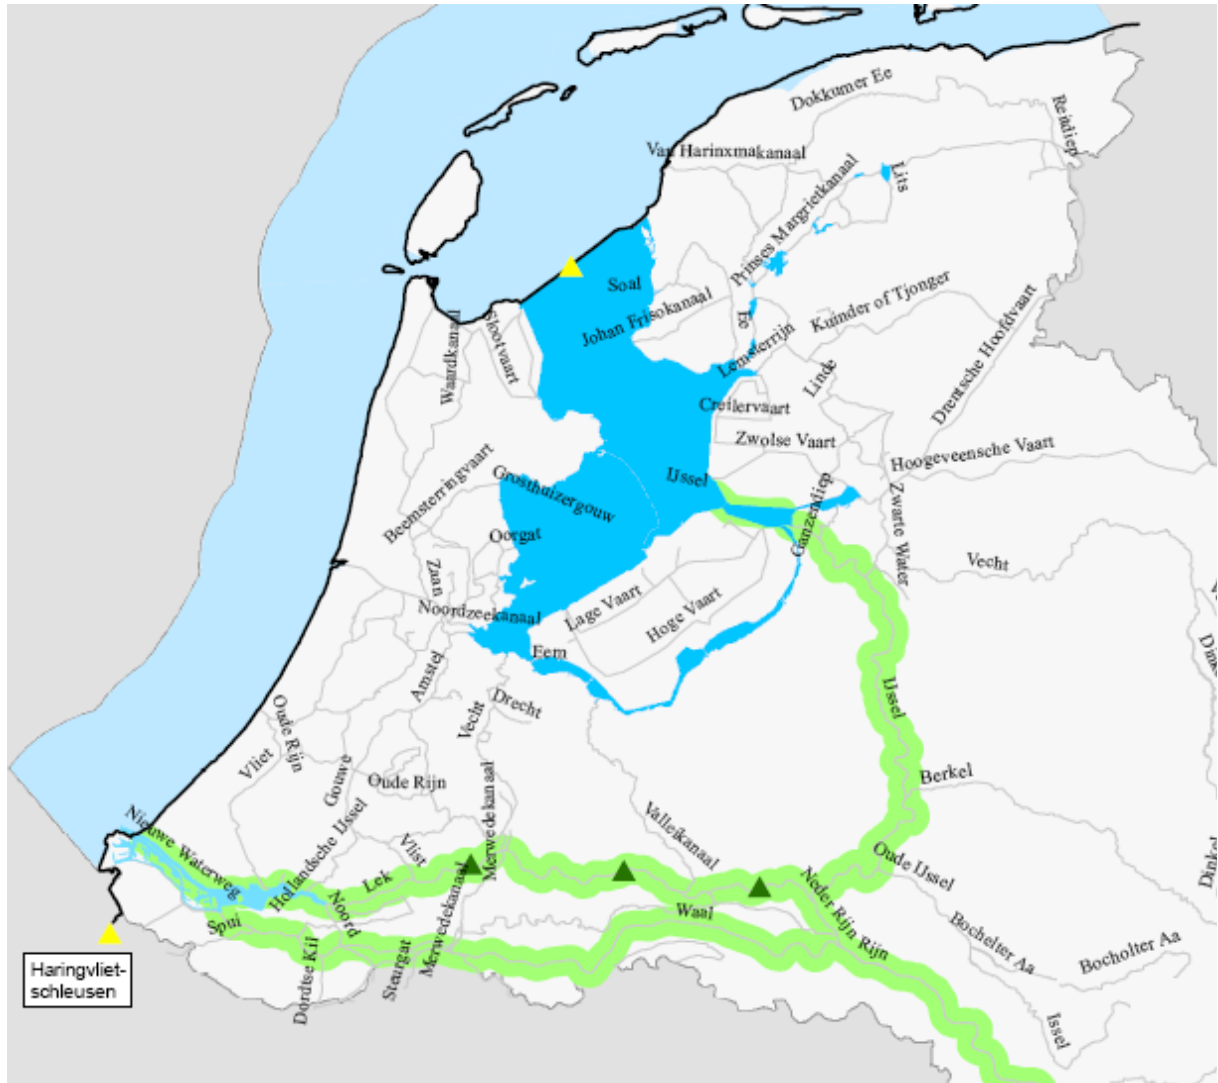 Dokkumer Ee
Reitdiep
Van Harinxmakanaal
Lits
Prinses Margrietkanaal
Soal
Johan Frisokanaal
Ee
Kuinder of Tjonger
Slootvaart
Waardkanaal
Lemsterrijn
Linde
Drentsche Hoofdvaart
Creilervaart
Zwolse Vaart
Hoogeveensche Vaart
Beemsterringvaart
Grosthuizergouw
IJssel
Ganzendiep
Zwarte Water
Oorgat
Vecht
Zaan
Noordzeekanaal
Lage Vaart
Hoge Vaart
Eem
Amstel
Dinkel
IJssel
Drecht
Vecht
Oude Rijn
Vliet
Gouwe
Oude Rijn
Berkel
Merwedekanaal
Valleikanaal
Nieuwe Waterweg
Hollandsche IJssel
Vlist
Lek
Oude IJssel
Dinkel
Neder Rijn
Rijn
Noord
Waal
Spui
Merwedekanaal
Steurgat
Dordtse Kil
Bochelter Aa
Bocholter Aa
Issel
Haringvliet-
schleusen